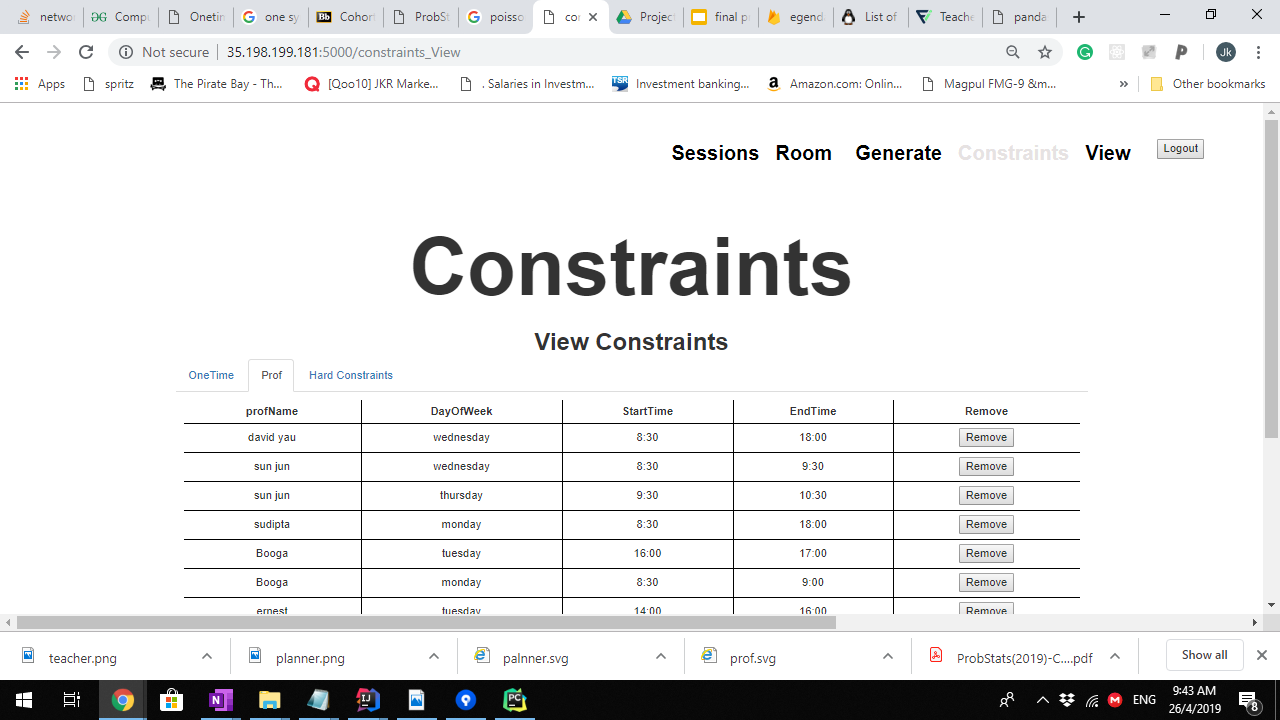 networ
Compu
Onetin
one sy
Cohort
ProbSt
poisso
con
Project
final p
egenda
List of
Teache
panda
Not secure 35.198.199.181:5000/constraints_View
Jk
Apps spritz The Pirate Bay - Th... [Qoo10] JKR Marke... . Salaries in Investm... Investment banking... Amazon.com: Onlin... Magpul FMG-9 &m... » Other bookmarks
Sessions Room Generate Constraints View Logout
Constraints
View Constraints
OneTime Prof Hard Constraints
profName DayOfWeek StartTime EndTime Remove
david yau wednesday 8:30 18:00 Remove
sun jun wednesday 8:30 9:30 Remove
sun jun thursday 9:30 10:30 Remove
sudipta monday 8:30 18:00 Remove
Booga tuesday 16:00 17:00 Remove
Booga monday 8:30 9:00 Remove
ernest tuesday 14:00 16:00 Remove
teacher.png planner.png palnner.svg prof.svg ProbStats(2019)-C....pdf Show all
ENG 9:43 AM
26/4/2019 8